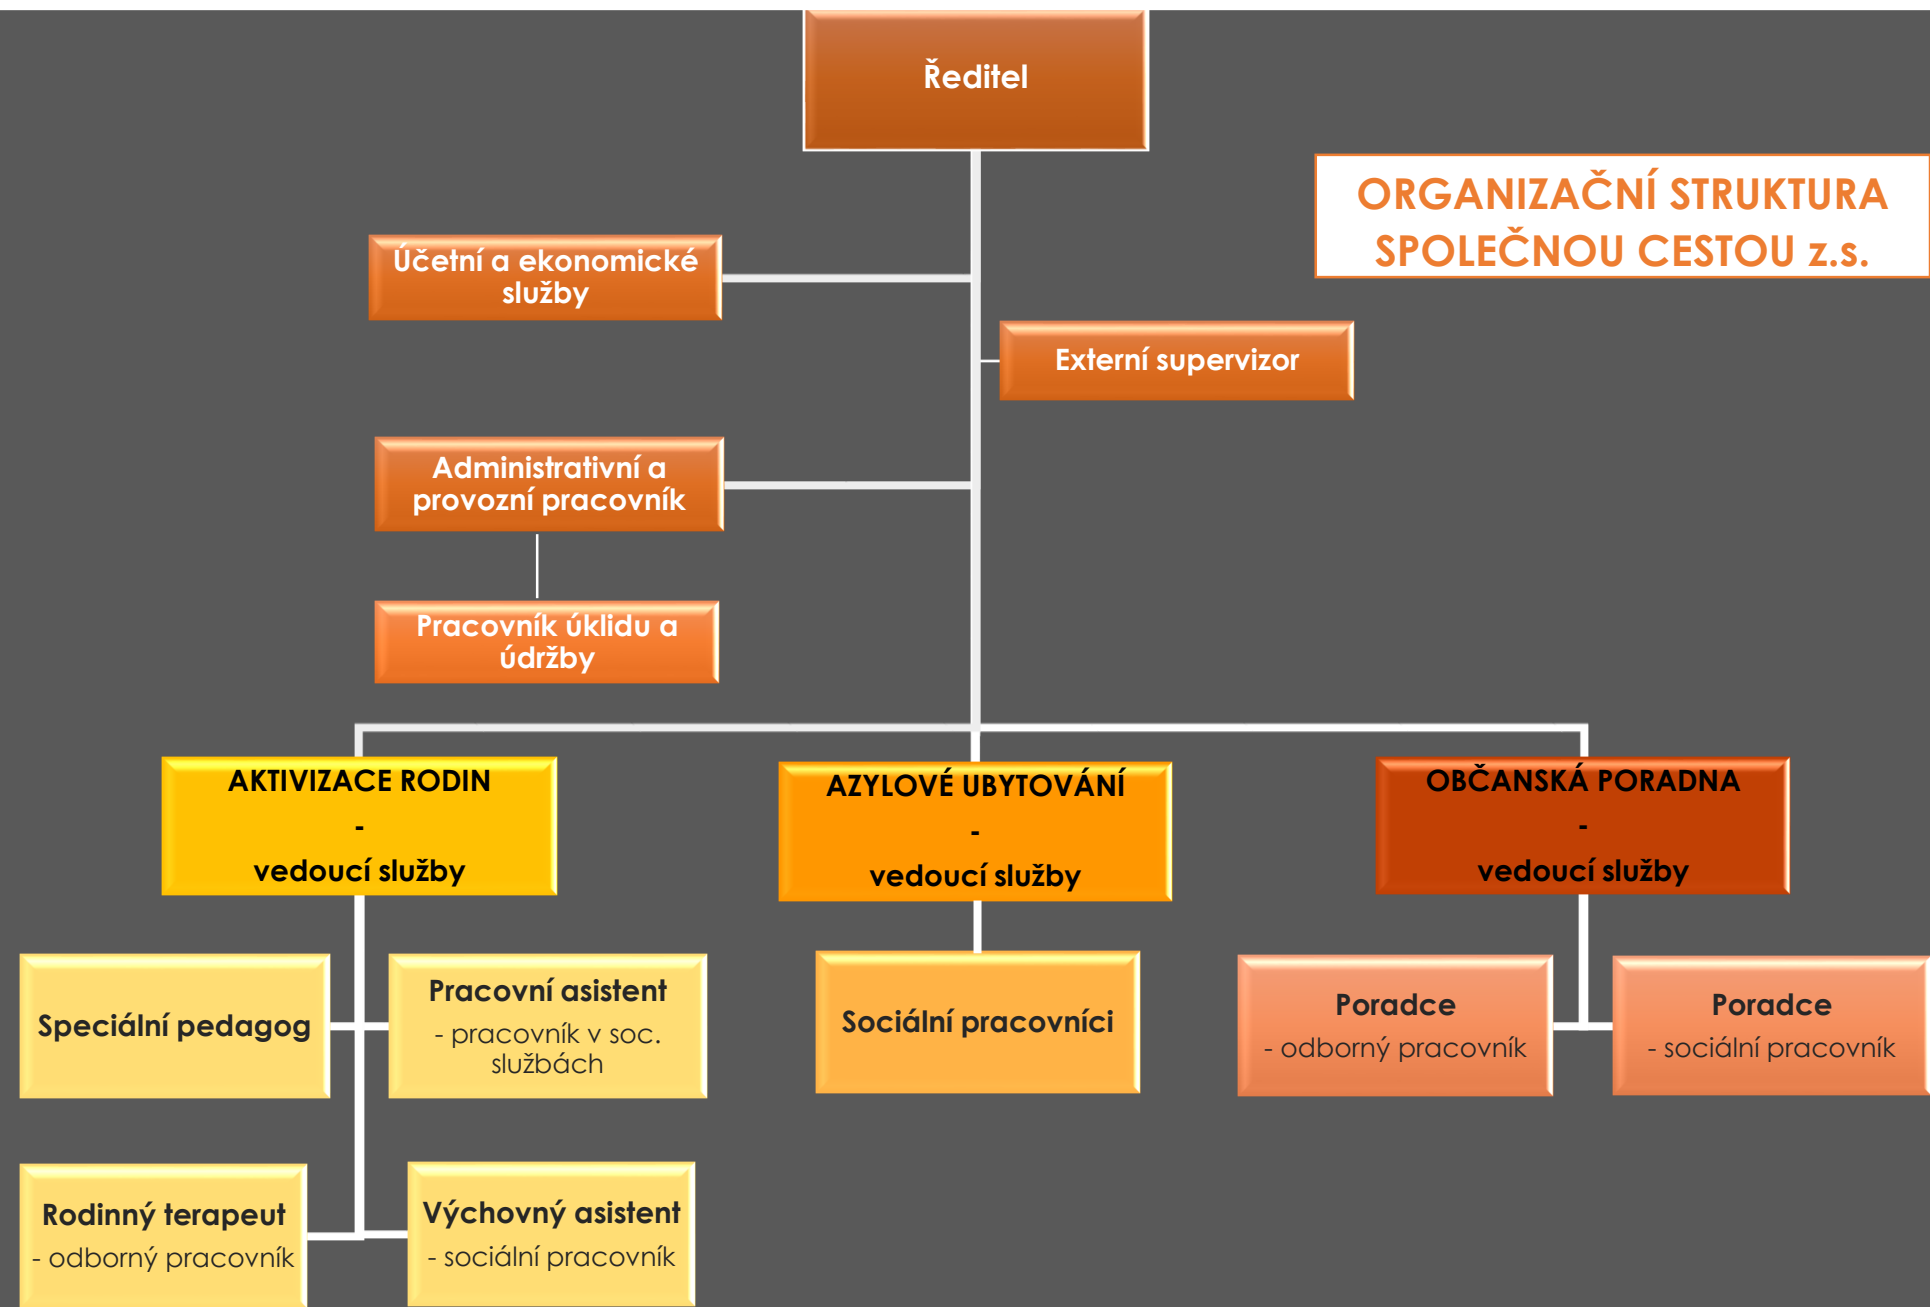 Ředitel
ORGANIZAČNÍ STRUKTURA
SPOLEČNOU CESTOU z.s.
Účetní a ekonomické
služby
Externí supervizor
Administrativní a
provozní pracovník
Pracovník úklidu a
údržby
AKTIVIZACE RODIN
-
vedoucí služby
AZYLOVÉ UBYTOVÁNÍ
-
vedoucí služby
OBČANSKÁ PORADNA
-
vedoucí služby
Speciální pedagog
Pracovní asistent
- pracovník v soc.
službách
Sociální pracovníci
Poradce
- odborný pracovník
Poradce
- sociální pracovník
Rodinný terapeut
- odborný pracovník
Výchovný asistent
- sociální pracovník